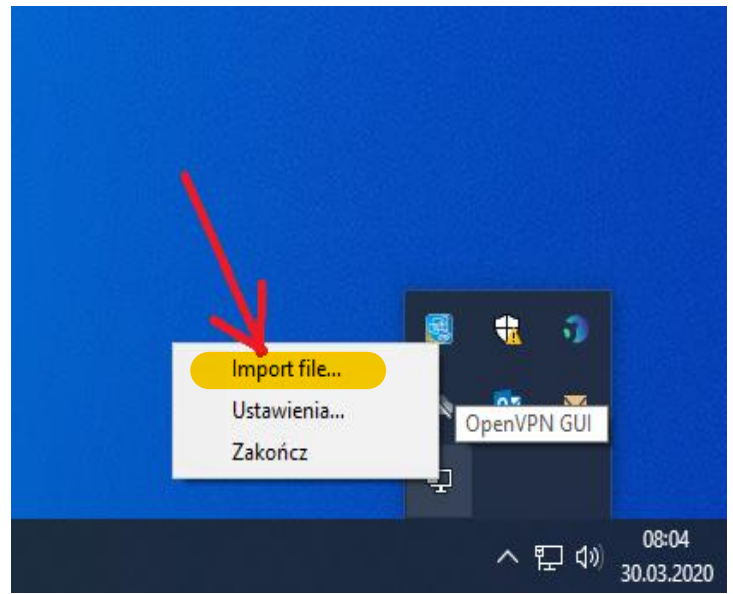 Import file...
Ustawienia...
OpenVPN GUI
Zakończ
08:04
30.03.2020